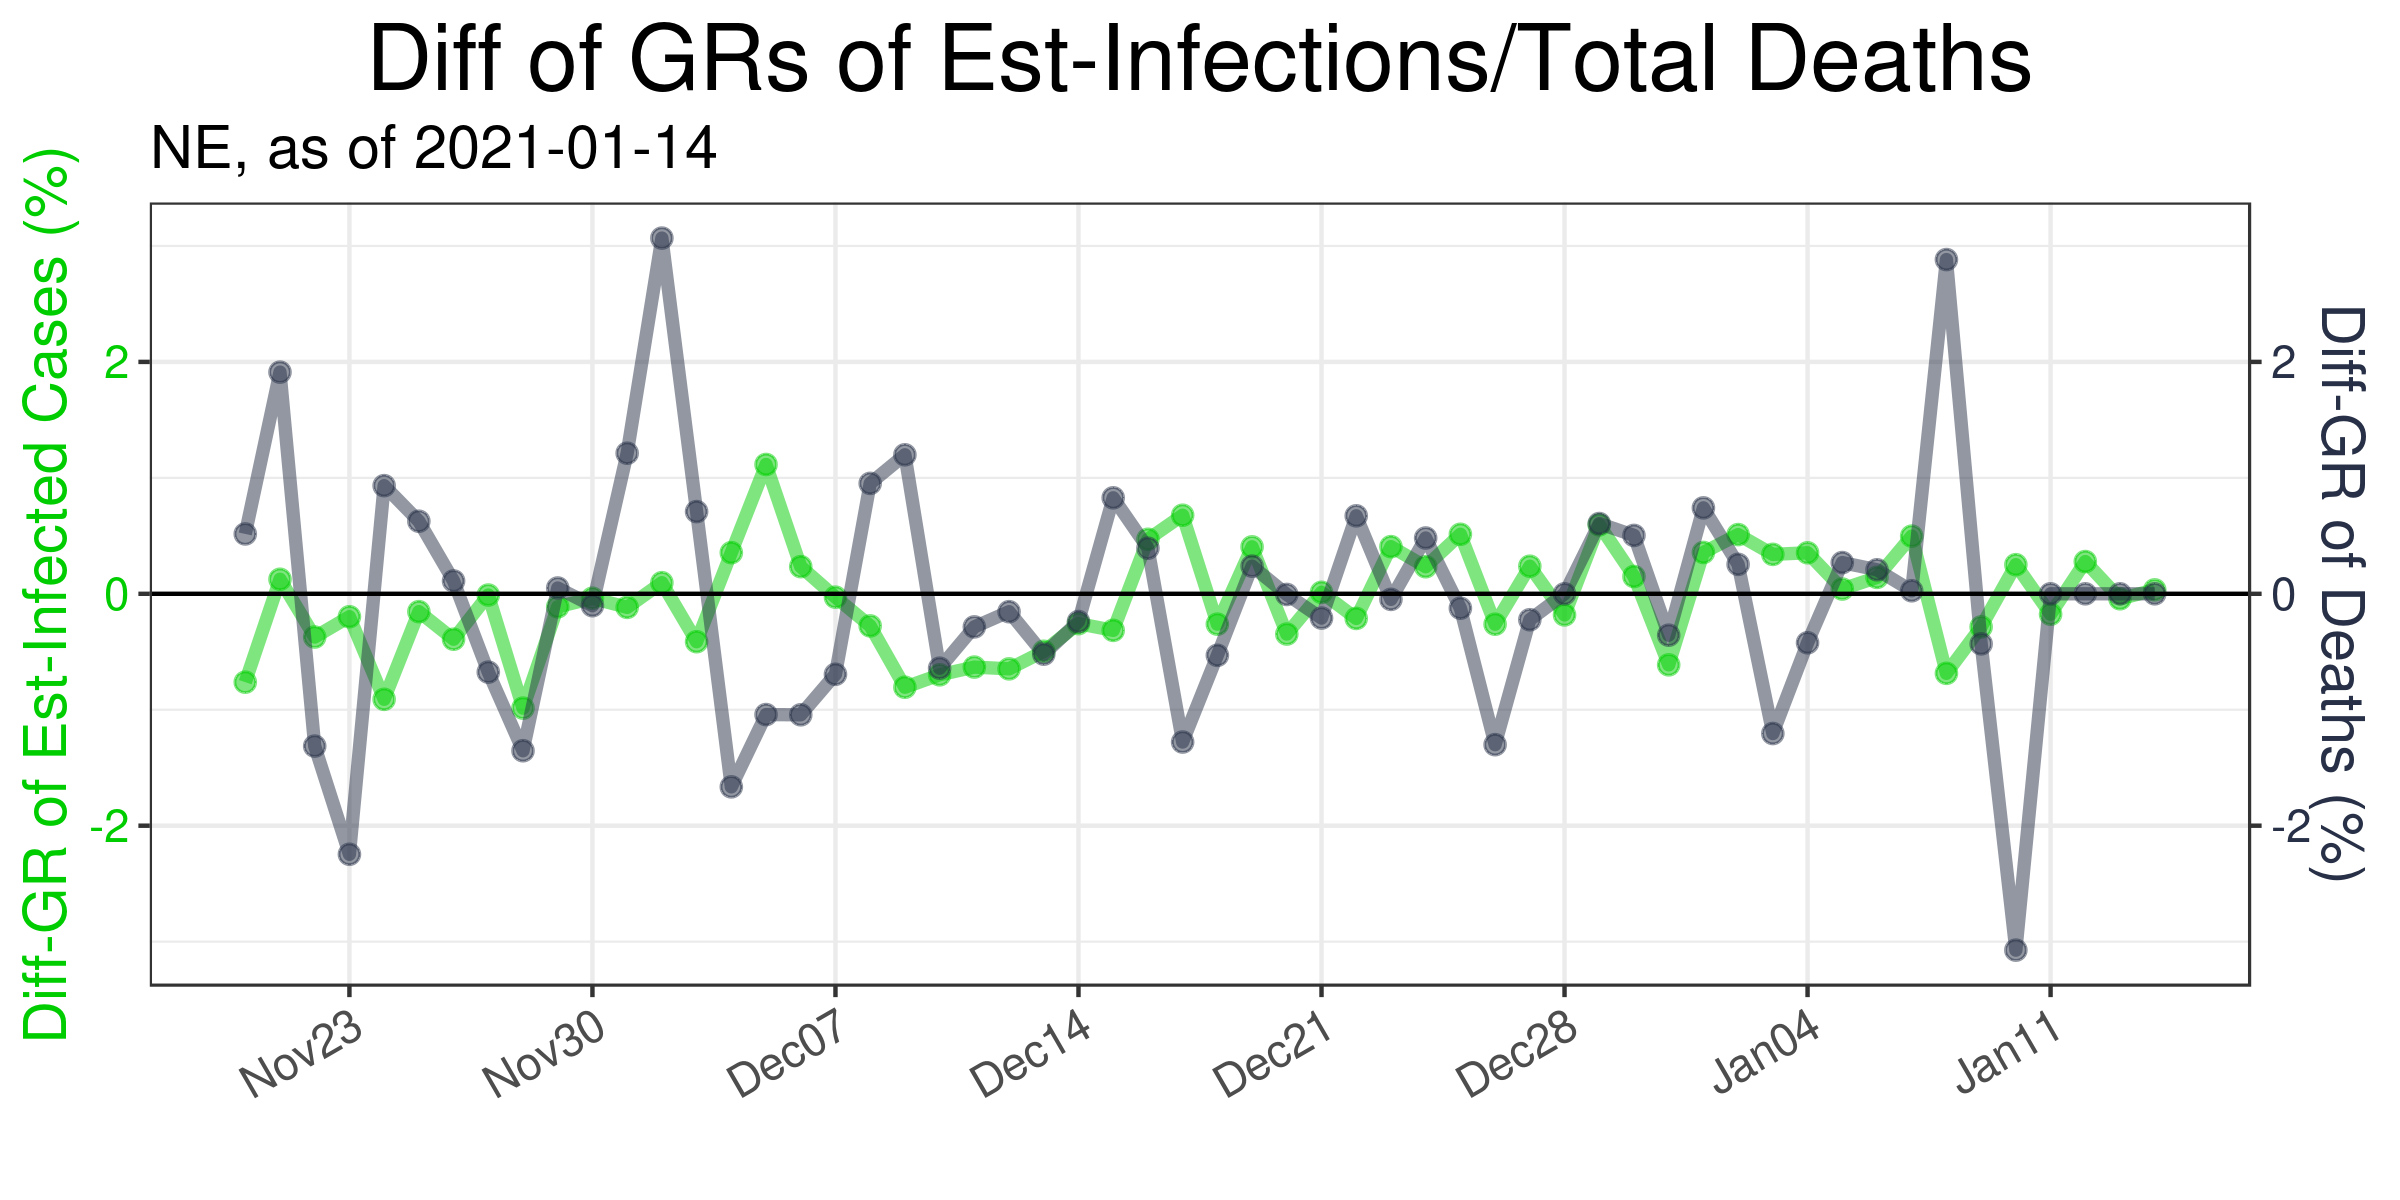 Diff of GRs of Est-Infections/Total Deaths
NE, as of 2021-01-14
Diff-GR of Est-Infected Cases (%)
2
0
-2
2
0
-2
Diff-GR of Deaths (%)
Nov23
Nov30
Dec07
Dec14
Dec21
Dec28
Jan04
Jan11